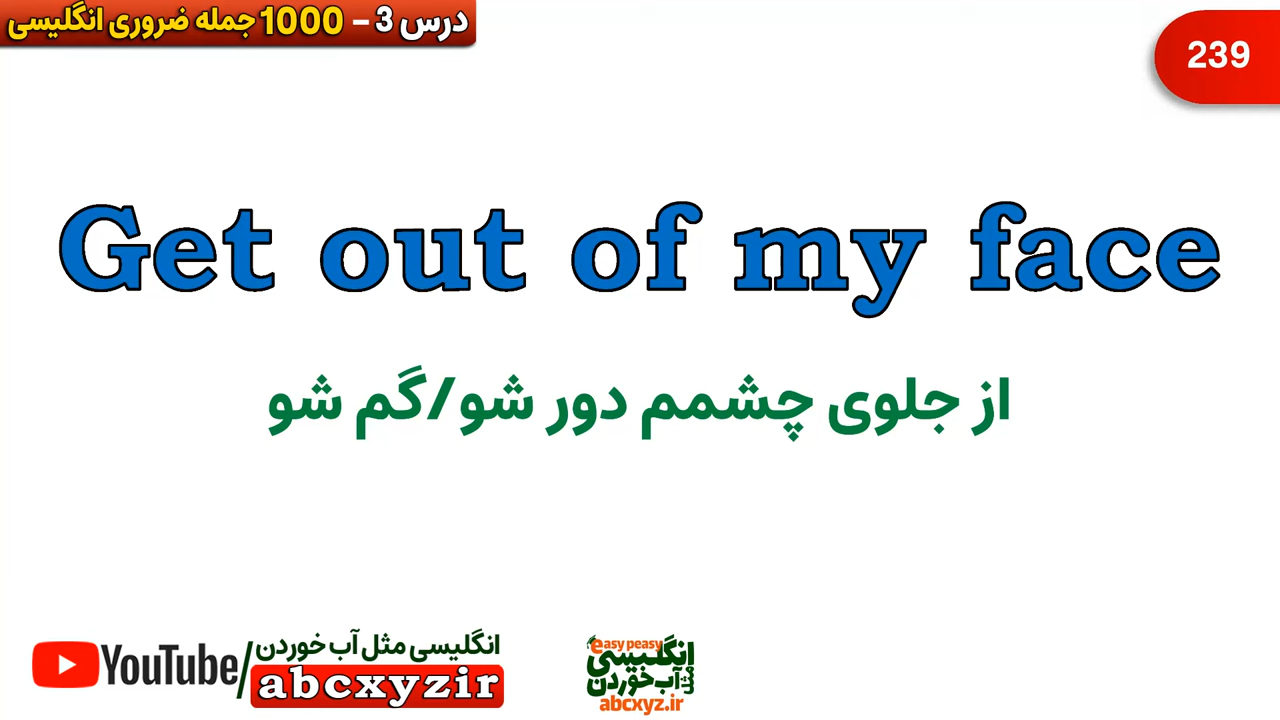 درس 3 – 1000 جمله ضروری انگلیسی
239
Get out of my face
از جلوی چشمم دور شو/گم شو
YouTube/انگلیسی مثل آب خوردن
abcxyzir
easy peasy
انگلیسی
مثل آب خوردن
abcxyz.ir